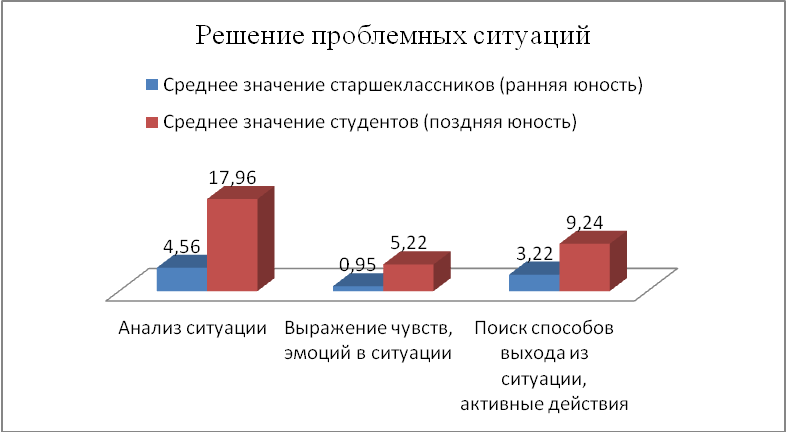 Решение проблемных ситуаций
Среднее значение старшеклассников (ранняя юность)
Среднее значение студентов (поздняя юность)
17,96
4,56
5,22
0,95
9,24
3,22
Анализ ситуации
Выражение чувств,
эмоций в ситуации
Поиск способов
выхода из
ситуации,
активные действия